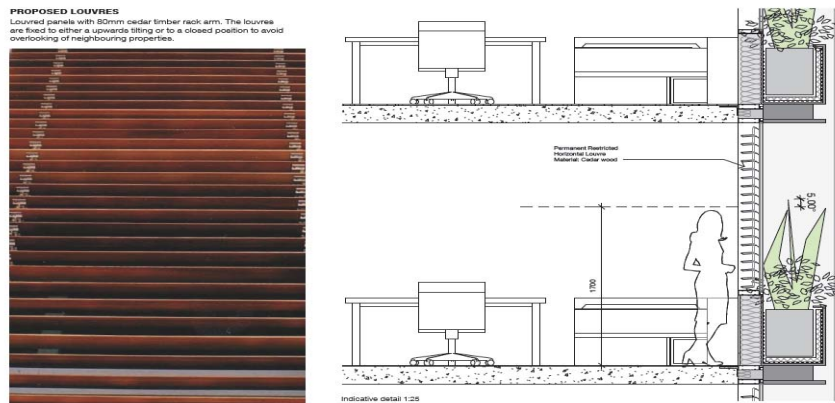 PROPOSED LOUVRES
Louvred panels with 80mm cedar timber rack arm. The louvres
are fixed to either a upwards tilting or to a closed position to avoid
overlooking of neighbouring properties.
Permanent Restricted
Horizontal Louvre
Material: Cedar wood
5.00°
1700
Indicative detail 1:25